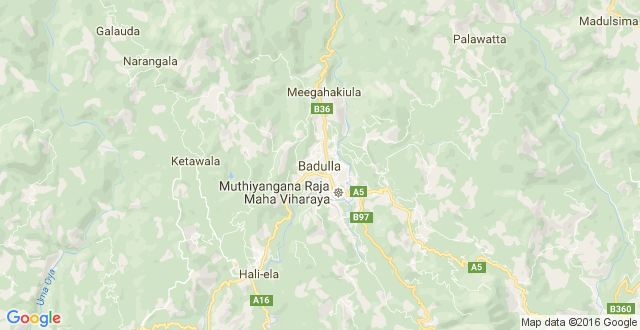 Madulsima
Galauda
Palawatta
Narangala
Meegahakiula
B36
Ketawala
Badulla
Muthiyangana Raja
Maha Viharaya
A5
B97
A5
Hali-ela
Uma Oya
A16
B360
Google
Map data ©2016 Google